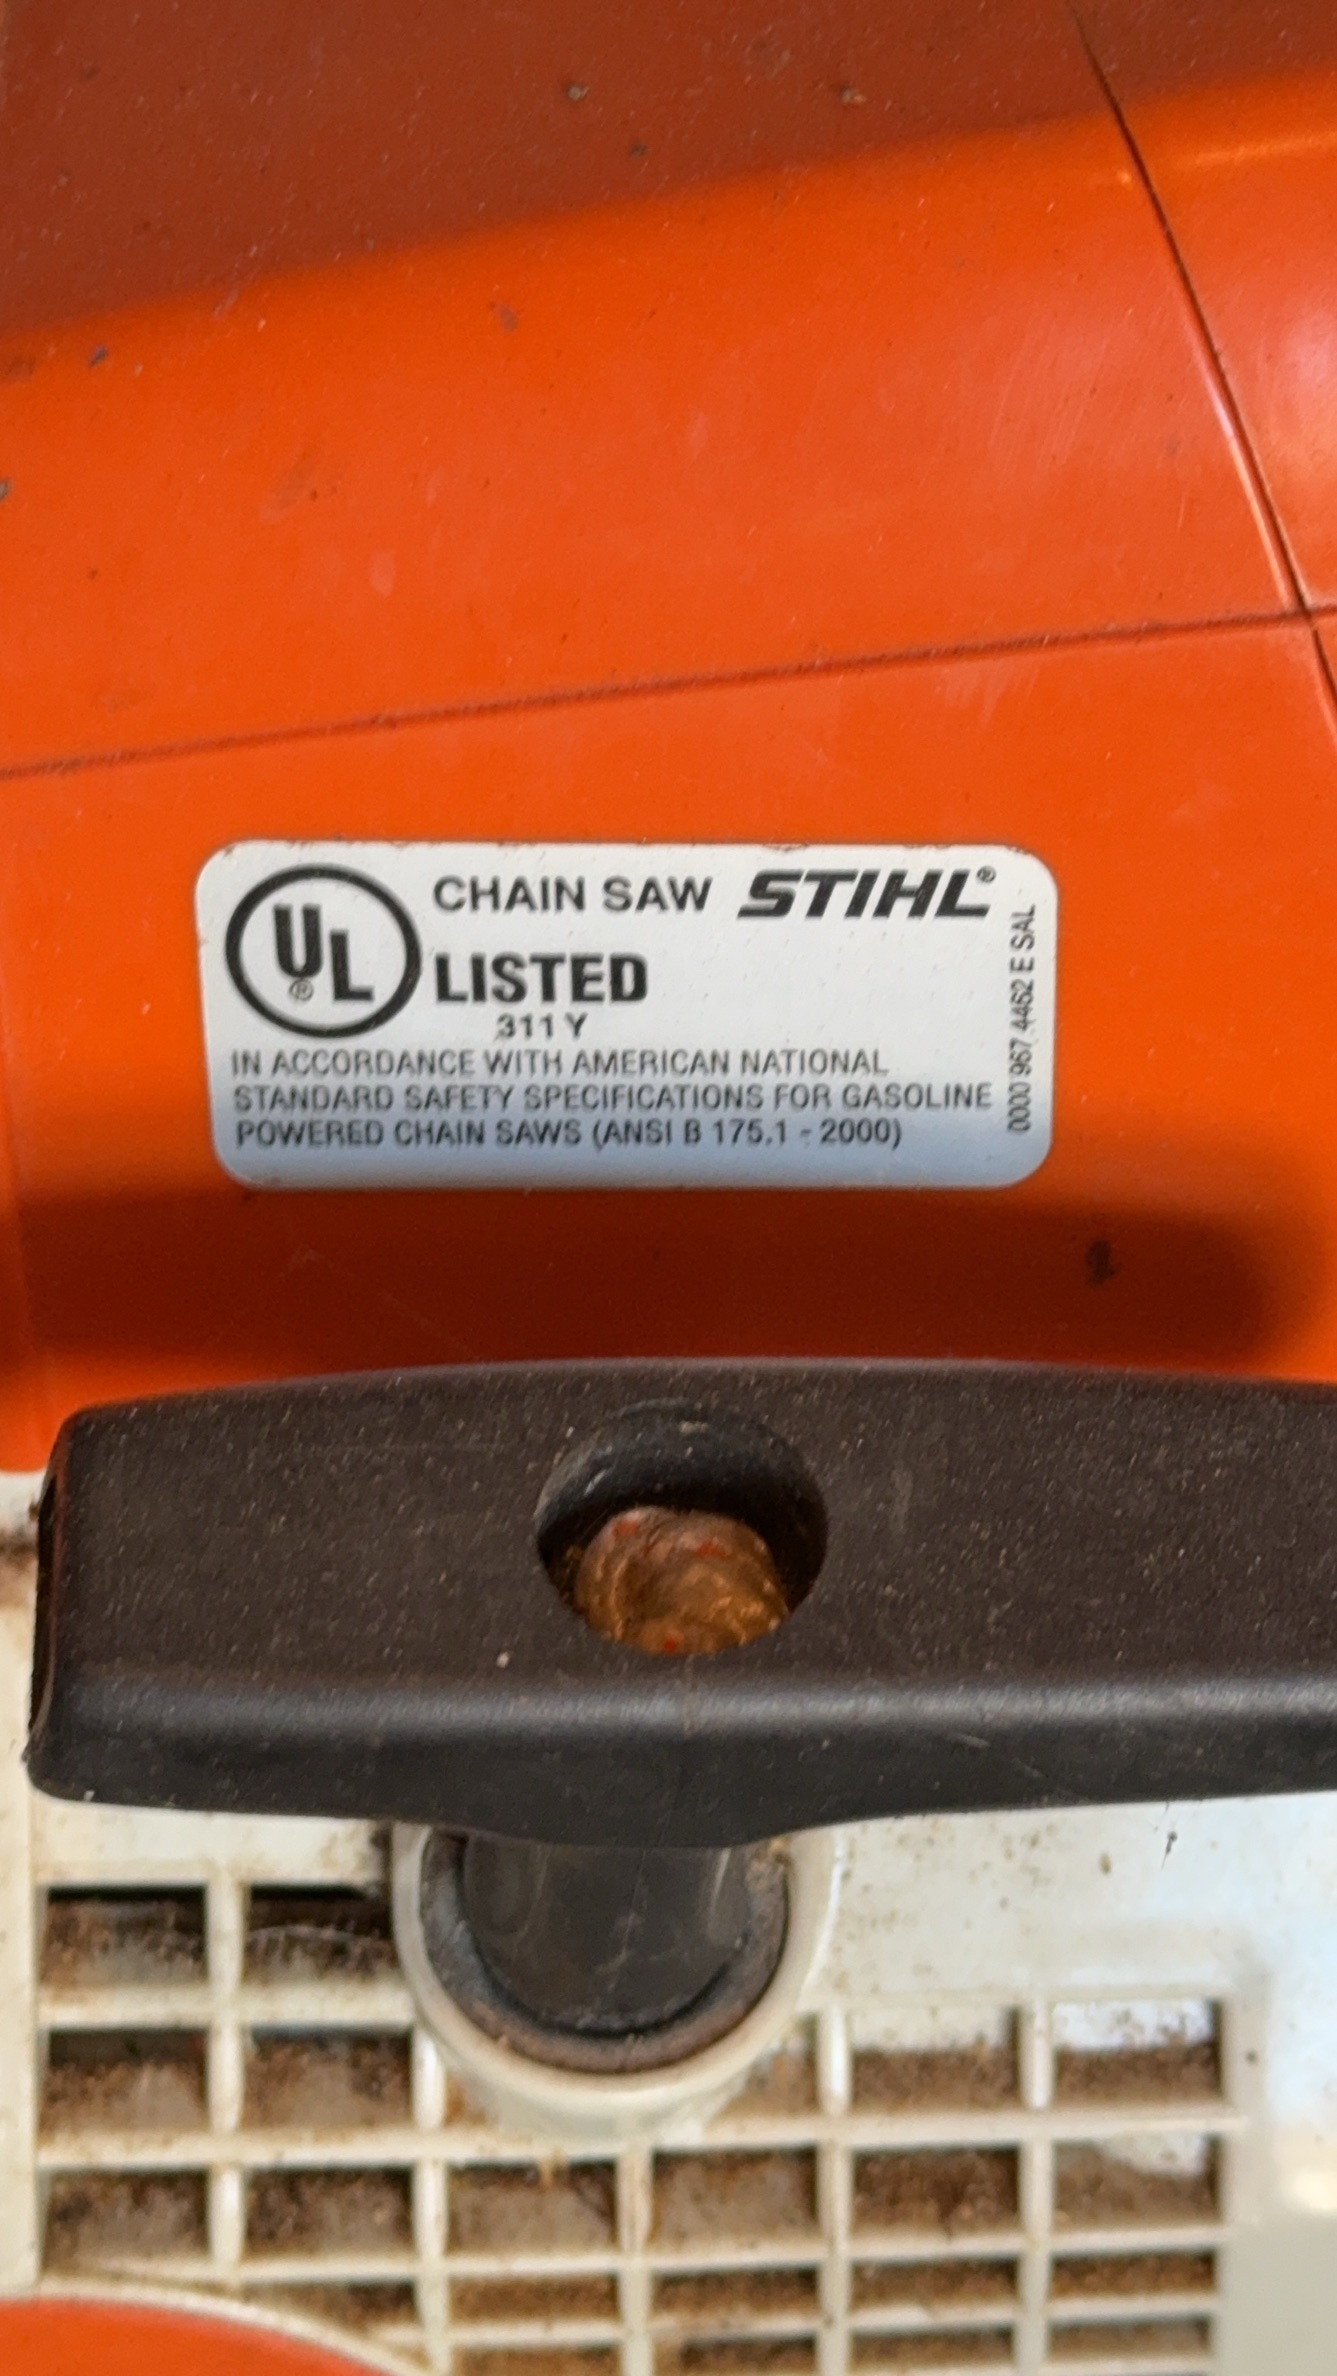 UL® CHAIN SAW STIHL®
LISTED
311Y
IN ACCORDANCE WITH AMERICAN NATIONAL
STANDARD SAFETY SPECIFICATIONS FOR GASOLINE
POWERED CHAIN SAWS (ANSI B 175.1 - 2000)
0000 967 4462 E SAL